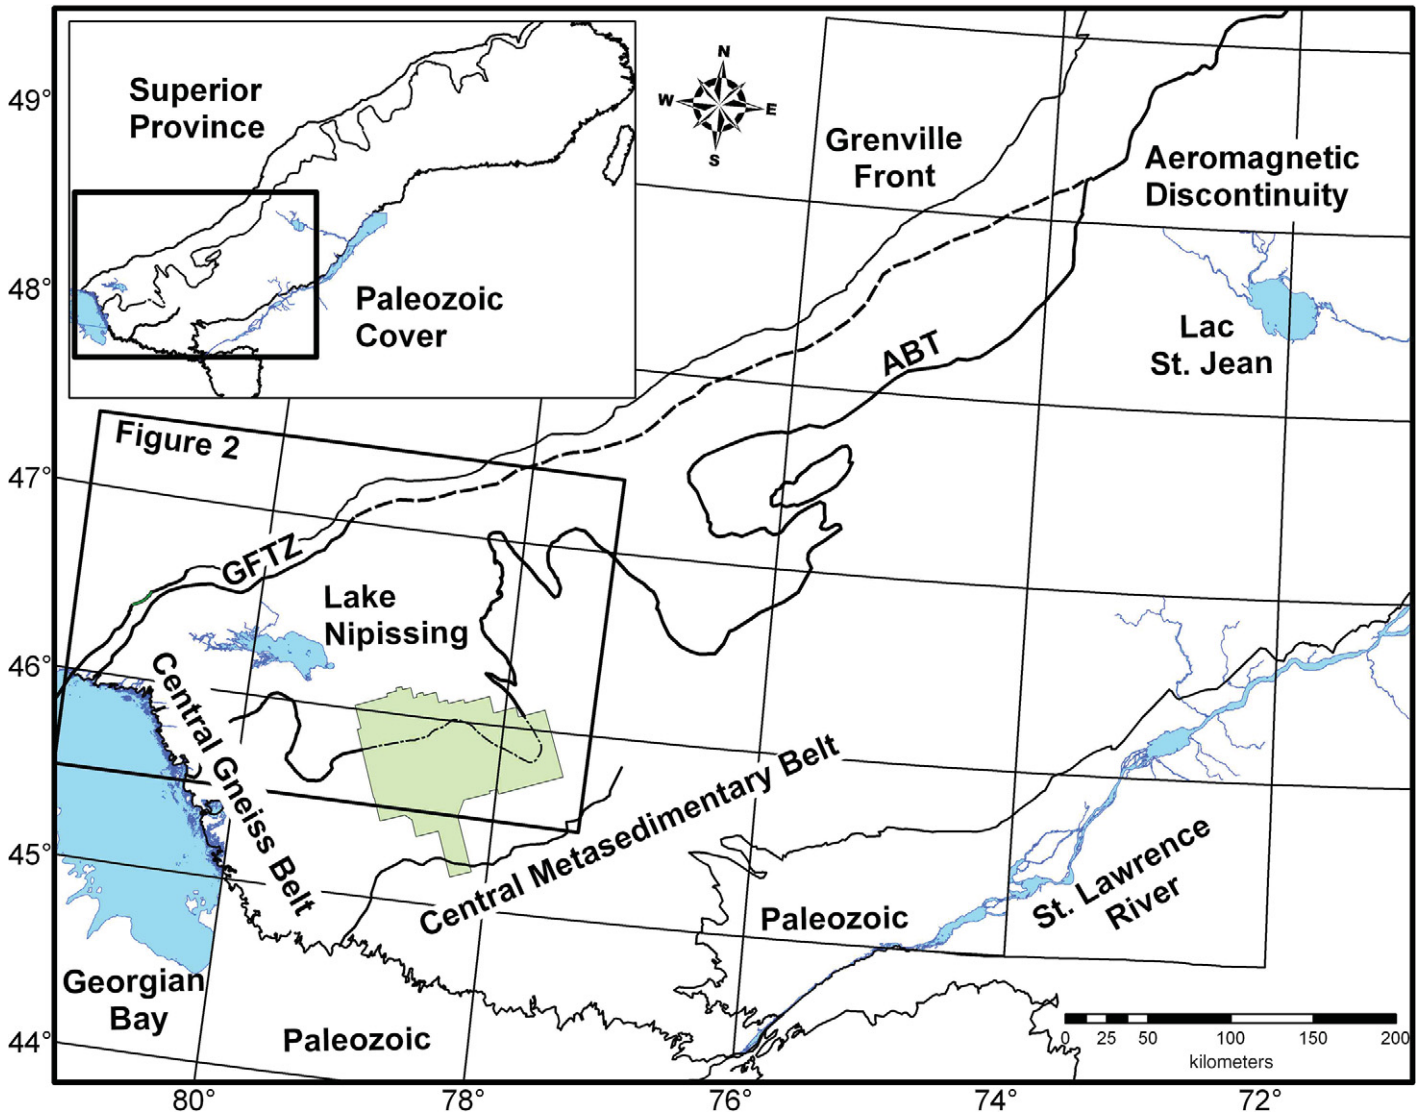 Superior
Province
Paleozoic
Cover
N
W
E
S
Grenville
Front
Aeromagnetic
Discontinuity
Lac
St. Jean
ABT
Figure 2
GFTZ
Lake
Nipissing
Central Gneiss Belt
Central Metasedimentary Belt
St. Lawrence
River
Paleozoic
Georgian
Bay
Paleozoic
49°
48°
47°
46°
45°
44°
0 25 50 100 150 200
kilometers
80° 78° 76° 74° 72°